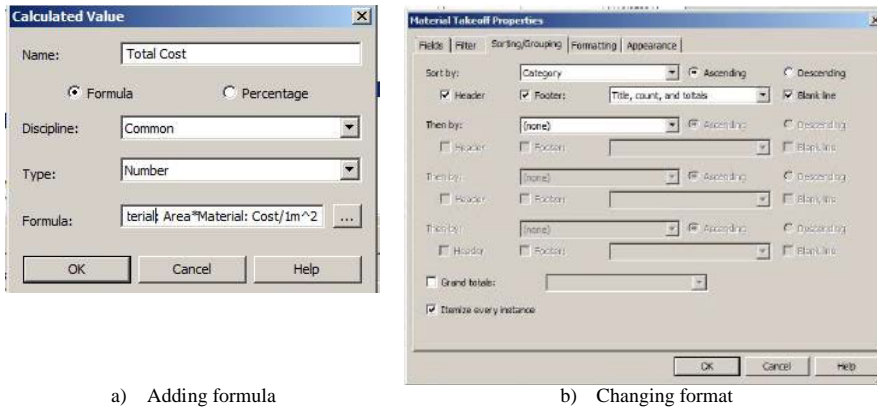 Calculated Value
Name: Total Cost
Formula Percentage
Discipline: Common
Type: Number
Formula: terial: Area*Material: Cost/1m^2 ...
OK Cancel Help
a) Adding formula
Material Takeoff Properties
Fields Filter Sorting/Grouping Formatting Appearance
Sort by: Category Ascending Descending
Header Footer: Title, count, and totals Blank line
Then by: (none) Ascending Descending
Header Footer: Blank line
Then by: (none) Ascending Descending
Header Footer: Blank line
Then by: (none) Ascending Descending
Header Footer: Blank line
Grand totals:
Itemize every instance
OK Cancel Help
b) Changing format